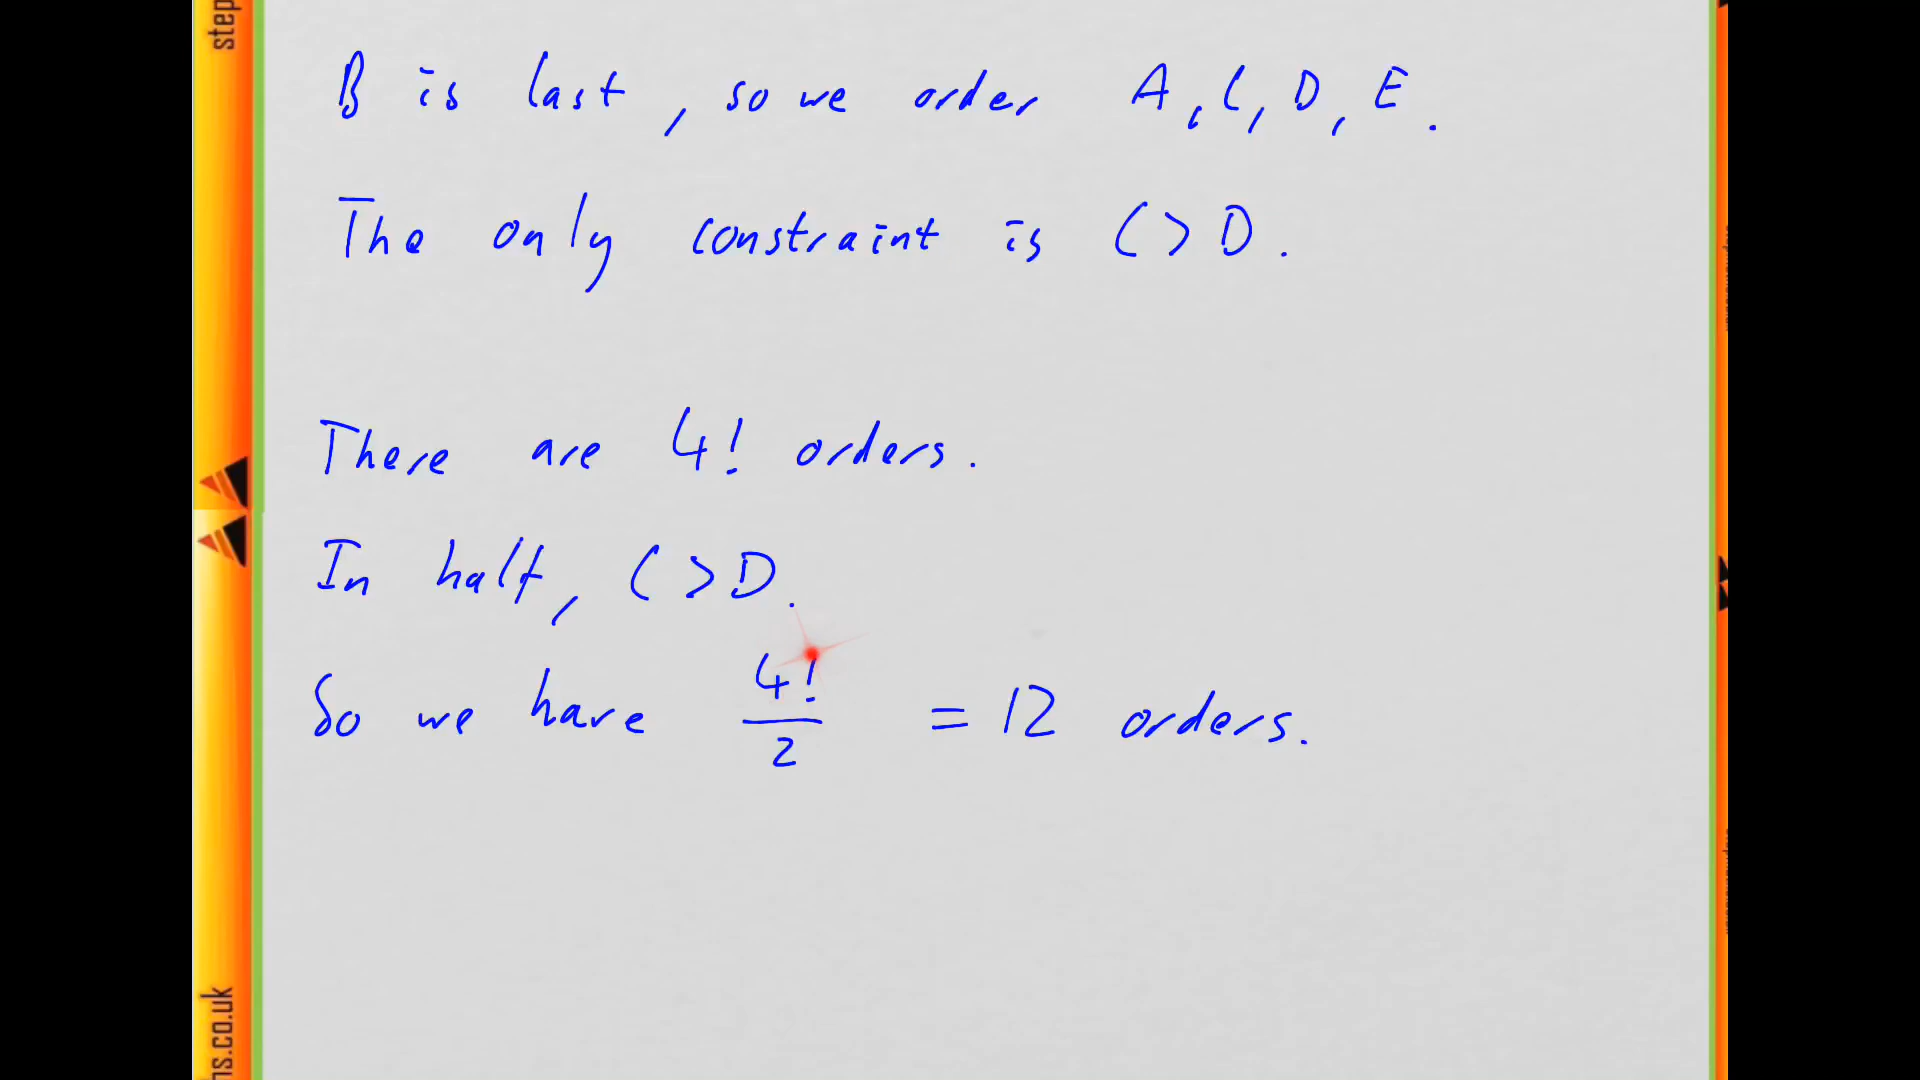 B is last, so we order A, C, D, E.
The only constraint is C > D.
There are 4! orders.
In half, C > D.
So we have 4!/2 = 12 orders.
step
hs.co.uk